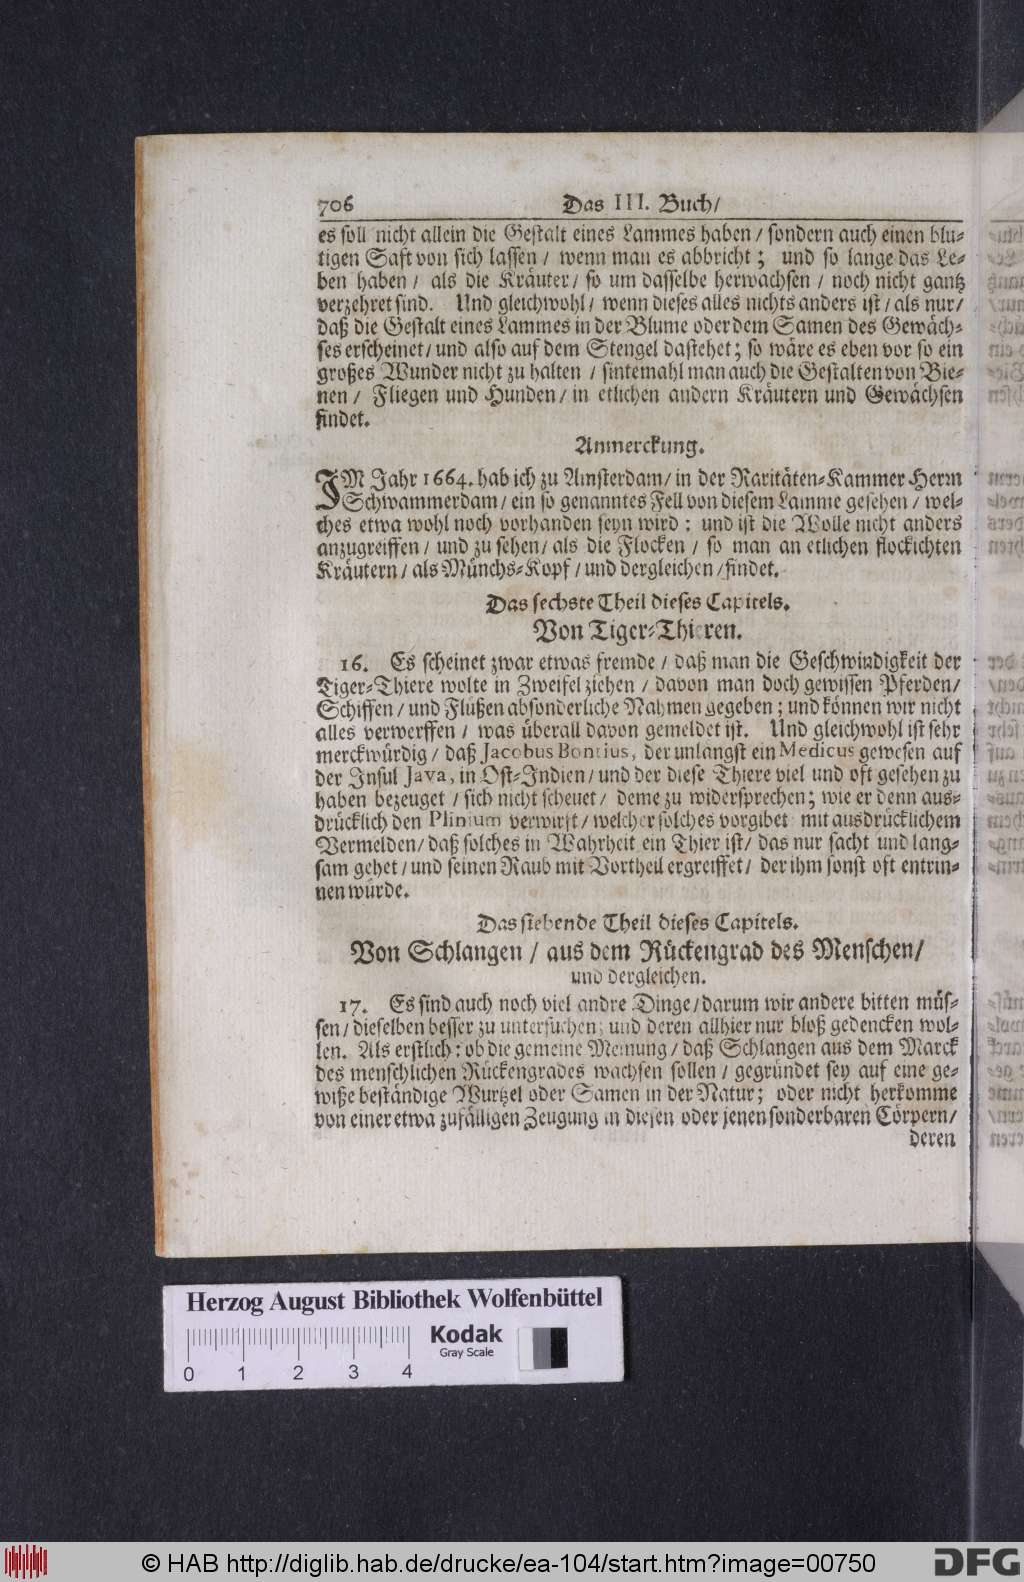 706 Das III. Buch/
es soll nicht allein die Gestalt eines Lammes haben / sondern auch einen blu-
tigen Saft von sich lassen / wenn man es abbricht; und so lange das Le-
ben haben / als die Kräuter / so um dasselbe herwachsen / noch nicht gantz
verzehret sind. Und gleichwohl / wenn dieses alles nichts anders ist / als nur /
daß die Gestalt eines Lammes in der Blume oder dem Samen des Gewäch-
ses erscheinet / und also auf dem Stengel dastehet; so wäre es eben vor so ein
großes Wunder nicht zu halten / sintemahl man auch die Gestalten von Bie-
nen / Fliegen und Hunden / in etlichen andern Kräutern und Gewächsen
findet.
Anmerckung.
IM Jahr 1664. hab ich zu Amsterdam / in der Raritäten-Kammer Herrn
Schwammerdam / ein so genanntes Fell von diesem Lamme gesehen / wel-
ches etwa wohl noch vorhanden seyn wird: und ist die Wolle nicht anders
anzugreiffen / und zu sehen / als die Flocken / so man an etlichen flockichten
Kräutern / als Münchs-Kopf / und dergleichen / findet.
Das sechste Theil dieses Capitels.
Von Tiger-Thieren.
16. Es scheinet zwar etwas fremde / daß man die Geschwindigkeit der
Tiger-Thiere wolte in Zweifel ziehen / davon man doch gewissen Pferden /
Schiffen / und Flüßen absonderliche Nahmen gegeben; und können wir nicht
alles verwerffen / was überall davon gemeldet ist. Und gleichwohl ist sehr
merckwürdig / daß Jacobus Bontius, der unlangst ein Medicus gewesen auf
der Insul Java, in Ost-Indien / und der diese Thiere viel und oft gesehen zu
haben bezeuget / sich nicht scheuet / deme zu widersprechen; wie er denn aus-
drücklich den Plinium verwirft / welcher solches vorgibet mit ausdrücklichem
Vermelden / daß solches in Wahrheit ein Thier ist / das nur sacht und lang-
sam gehet / und seinen Raub mit Vortheil ergreiffet / der ihm sonst oft entrin-
nen würde.
Das siebende Theil dieses Capitels.
Von Schlangen / aus dem Rückengrad des Menschen /
und dergleichen.
17. Es sind auch noch viel andre Dinge / darum wir andere bitten müs-
sen / dieselben besser zu untersuchen; und deren allhier nur bloß gedencken wol-
len. Als erstlich: ob die gemeine Meinung / daß Schlangen aus dem Marck
des menschlichen Rückengrades wachsen sollen / gegründet sey auf eine ge-
wiße beständige Wurtzel oder Samen in der Natur; oder nicht herkomme
von einer etwa zufälligen Zeugung in diesen oder jenen sonderbaren Cörpern /
deren
Herzog August Bibliothek Wolfenbüttel
Kodak
Gray Scale
0 1 2 3 4
© HAB http://diglib.hab.de/drucke/ea-104/start.htm?image=00750
DFG